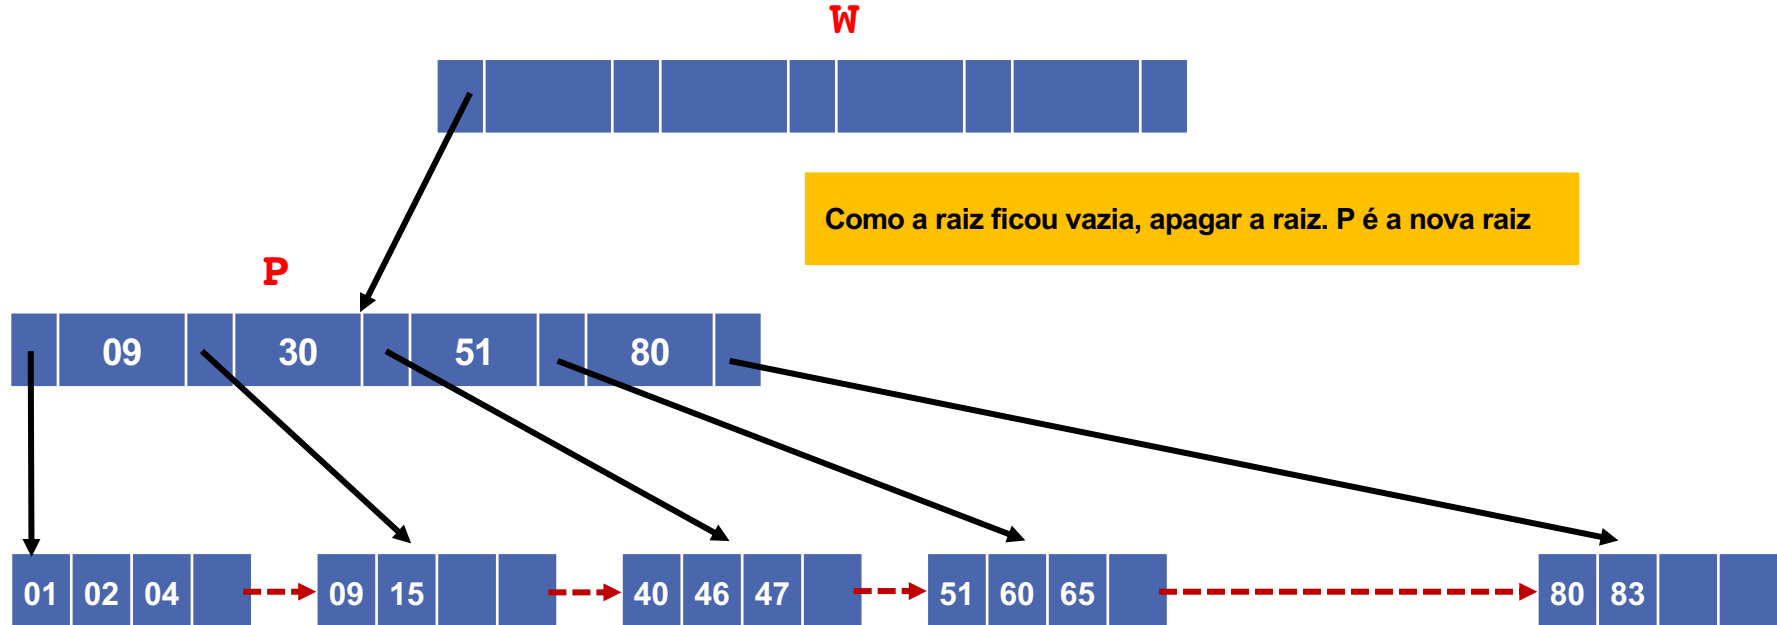 W
Como a raiz ficou vazia, apagar a raiz. P é a nova raiz
P
09 30 51 80
01 02 04 09 15 40 46 47 51 60 65 80 83